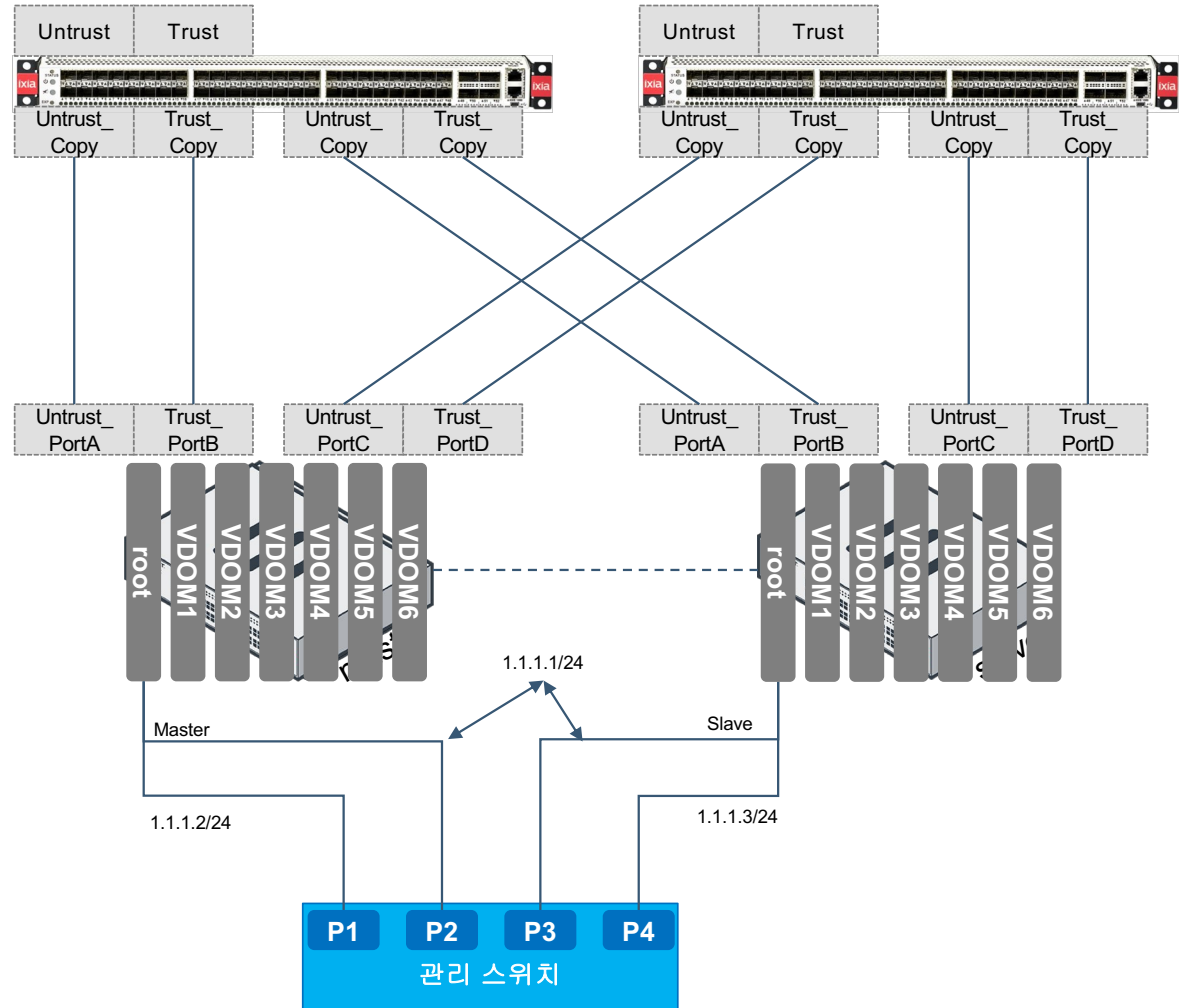 Untrust
Trust
Untrust
Trust
ixia
ixia
ixia
ixia
Untrust_
Copy
Trust_
Copy
Untrust_
Copy
Trust_
Copy
Untrust_
Copy
Trust_
Copy
Untrust_
Copy
Trust_
Copy
Untrust_
PortA
Trust_
PortB
Untrust_
PortC
Trust_
PortD
Untrust_
PortA
Trust_
PortB
Untrust_
PortC
Trust_
PortD
root
VDOM1
VDOM2
VDOM3
VDOM4
VDOM5
VDOM6
root
VDOM1
VDOM2
VDOM3
VDOM4
VDOM5
VDOM6
1.1.1.1/24
Master
Slave
1.1.1.2/24
1.1.1.3/24
P1
P2
P3
P4
관리 스위치